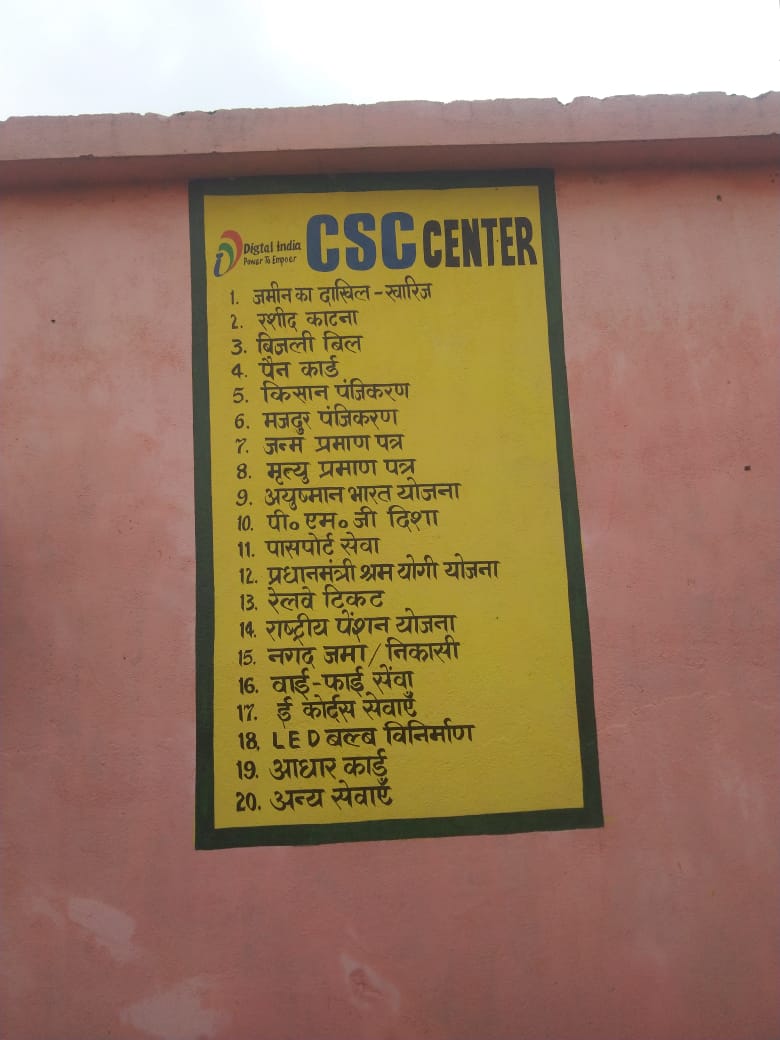 Digtal India
Power To Empoer
CSC CENTER
1. जमीन का दाखिल - खारिज
2. रशीद काटना
3. बिजली बिल
4. पैन कार्ड
5. किसान पंजिकरण
6. मजदुर पंजिकरण
7. जन्म प्रमाण पत्र
8. मृत्यु प्रमाण पत्र
9. अयुष्मान भारत योजना
10. पी० एम० जी दिशा
11. पासपोर्ट सेवा
12. प्रधानमंत्री श्रम योगी योजना
13. रेलवे टिकट
14. राष्ट्रीय पेंशन योजना
15. नगद जमा / निकासी
16. वाई-फाई सेंवा
17. ई कोर्दस सेवाएँ
18. LED बल्ब विनिर्माण
19. आधार कार्ड
20. अन्य सेवाएँ